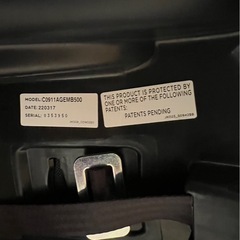 MODEL: C0911AGEMB500
DATE: 220317
SERIAL:
THIS PRODUCT IS PROTECTED BY
ONE OR MORE OF THE FOLLOWING
PATENTS:
PATENTS PENDING